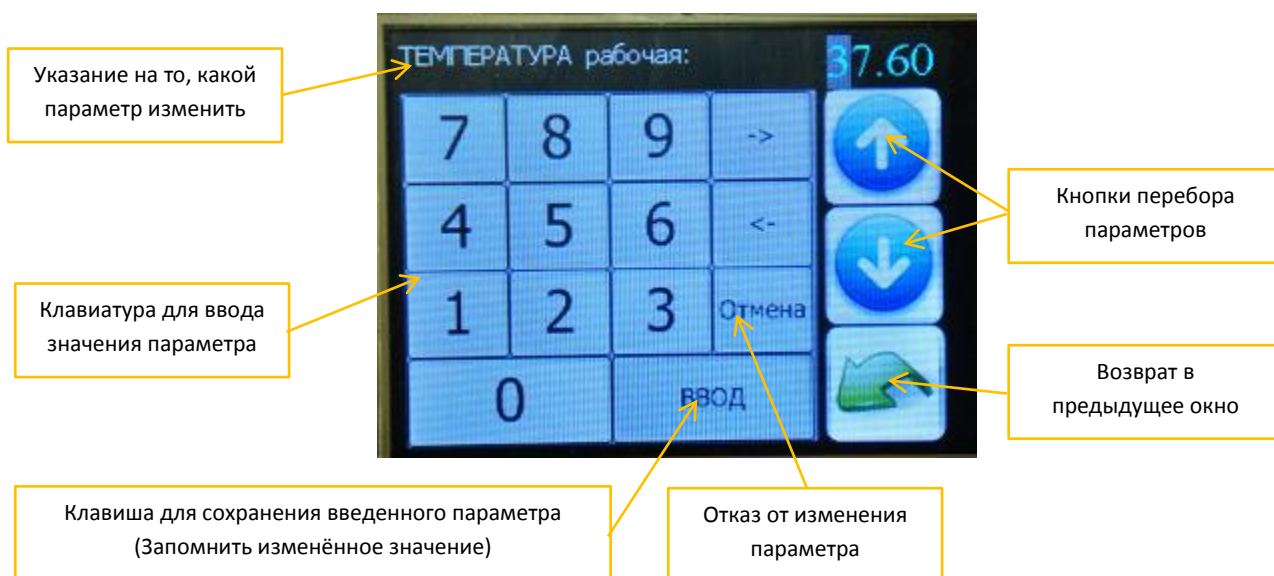 ТЕМПЕРАТУРА рабочая: 37.60
Указание на то, какой
параметр изменить
7 8 9 ->
4 5 6 <-
1 2 3 Отмена
0 ВВОД
Кнопки перебора
параметров
Клавиатура для ввода
значения параметра
Возврат в
предыдущее окно
Клавиша для сохранения введенного параметра
(Запомнить изменённое значение)
Отказ от изменения
параметра